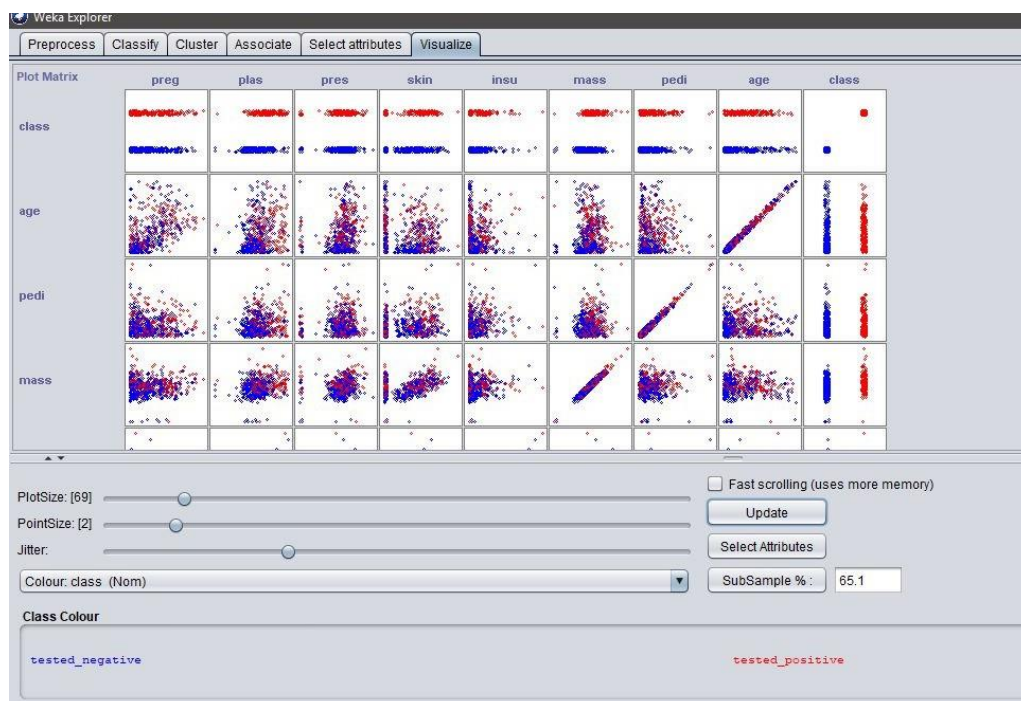 Weka Explorer
Preprocess Classify Cluster Associate Select attributes Visualize
Plot Matrix preg plas pres skin insu mass pedi age class
class
age
pedi
mass
PlotSize: [69]
PointSize: [2]
Jitter:
Fast scrolling (uses more memory)
Update
Select Attributes
Colour: class (Nom)
SubSample % : 65.1
Class Colour
tested_negative tested_positive